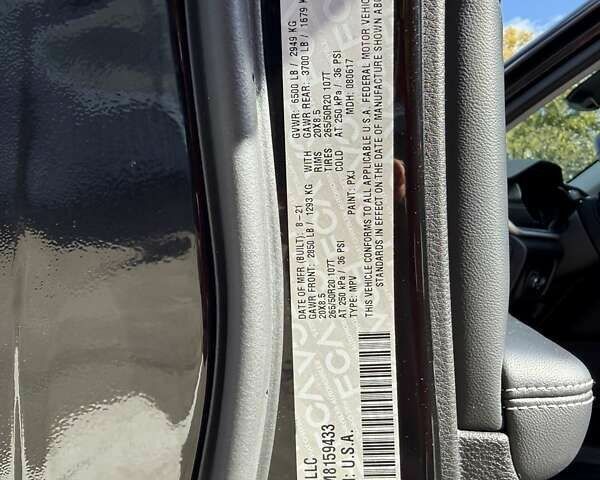 LLC
18159433
: U.S.A.
DATE OF MFR (BUILT): 8-21 GVWR: 6500 LB / 2949 KG
GAWR FRONT: 2850 LB / 1293 KG WITH GAWR REAR: 3700 LB / 1679 K
20X8.5 RIMS 20X8.5
265/50R20 107T TIRES 265/50R20 107T
AT 250 kPa / 36 PSI COLD AT 250 kPa / 36 PSI
TYPE: MPV PAINT: PXJ MDH: 080617
THIS VEHICLE CONFORMS TO ALL APPLICABLE U.S.A. FEDERAL MOTOR VEHIC
STANDARDS IN EFFECT ON THE DATE OF MANUFACTURE SHOWN ABO